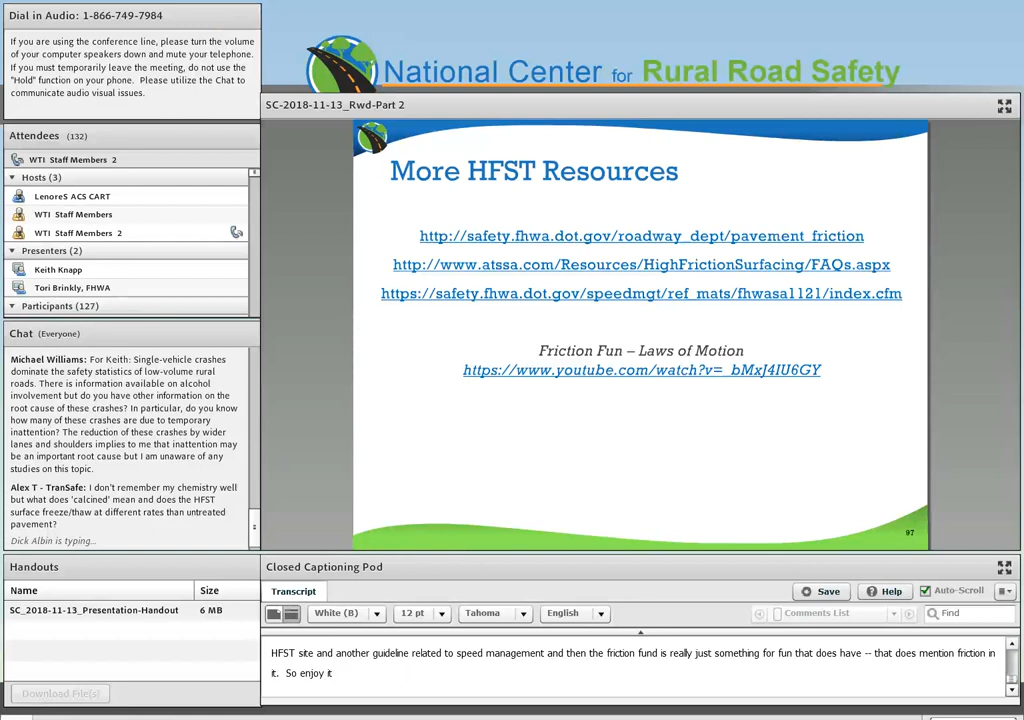 Dial in Audio: 1-866-749-7984
If you are using the conference line, please turn the volume
of your computer speakers down and mute your telephone.
If you must temporarily leave the meeting, do not use the
"Hold" function on your phone.  Please utilize the Chat to
communicate audio visual issues.
National Center for Rural Road Safety
SC-2018-11-13_Rwd-Part 2
Attendees (132)
WTI Staff Members 2
Hosts (3)
LenoreS ACS CART
WTI Staff Members
WTI Staff Members 2
Presenters (2)
Keith Knapp
Tori Brinkly, FHWA
Participants (127)
More HFST Resources
http://safety.fhwa.dot.gov/roadway_dept/pavement_friction
http://www.atssa.com/Resources/HighFrictionSurfacing/FAQs.aspx
https://safety.fhwa.dot.gov/speedmgt/ref_mats/fhwasa1121/index.cfm
Friction Fun – Laws of Motion
https://www.youtube.com/watch?v=_bMxJ4IU6GY
97
Chat (Everyone)
Michael Williams: For Keith: Single-vehicle crashes
dominate the safety statistics of low-volume rural
roads. There is information available on alcohol
involvement but do you have other information on the
root cause of these crashes? In particular, do you know
how many of these crashes are due to temporary
inattention? The reduction of these crashes by wider
lanes and shoulders implies to me that inattention may
be an important root cause but I am unaware of any
studies on this topic.
Alex T - TranSafe: I don't remember my chemistry well
but what does 'calcined' mean and does the HFST
surface freeze/thaw at different rates than untreated
pavement?
Dick Albin is typing...
Handouts
Name Size
SC_2018-11-13_Presentation-Handout 6 MB
Download File(s)
Closed Captioning Pod
Transcript
Save
Help
Auto-Scroll
White (B)
12 pt
Tahoma
English
Comments List
Find
HFST site and another guideline related to speed management and then the friction fund is really just something for fun that does have -- that does mention friction in
it.  So enjoy it